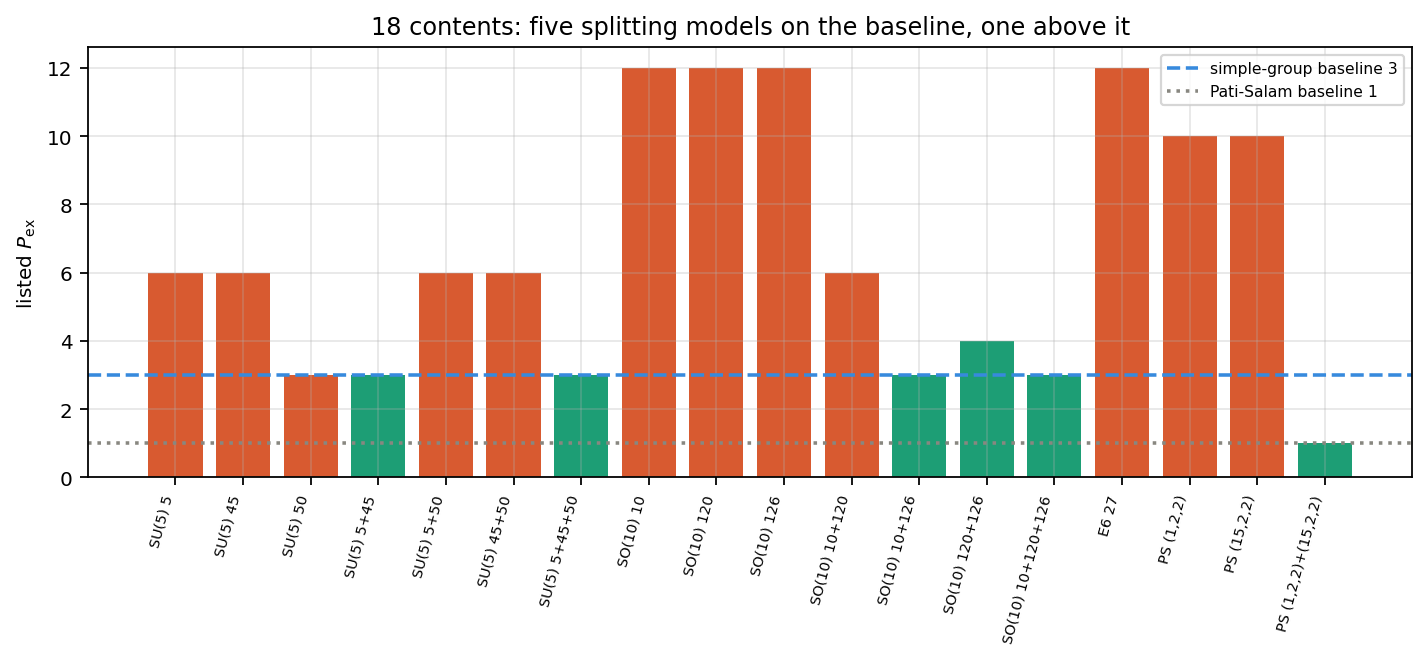 18 contents: five splitting models on the baseline, one above it
simple-group baseline 3
Pati-Salam baseline 1
listed P_ex
12
10
8
6
4
2
0
SU(5) 5
SU(5) 45
SU(5) 50
SU(5) 5+45
SU(5) 5+50
SU(5) 45+50
SU(5) 5+45+50
SO(10) 10
SO(10) 120
SO(10) 126
SO(10) 10+120
SO(10) 10+126
SO(10) 120+126
SO(10) 10+120+126
E6 27
PS (1,2,2)
PS (15,2,2)
PS (1,2,2)+(15,2,2)